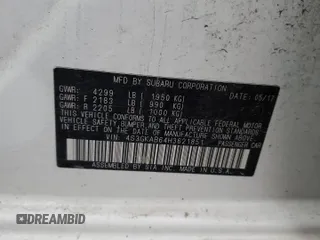 MFD BY SUBARU CORPORATION DATE: 05/17
GVWR: 4299 LB ( 1950 KG)
GAWR: F 2183 LB ( 990 KG)
GAWR: R 2205 LB ( 1000 KG)
THIS VEHICLE CONFORMS TO ALL APPLICABLE
FEDERAL MOTOR VEHICLE SAFETY, BUMPER, AND
THEFT PREVENTION STANDARDS IN EFFECT ON
THE DATE OF MANUFACTURE SHOWN ABOVE.
4S3GKAB64H3621851 PASSENGER CAR
ASSEMBLED BY SIA INC. MADE IN U.S.A.
DREAMBID